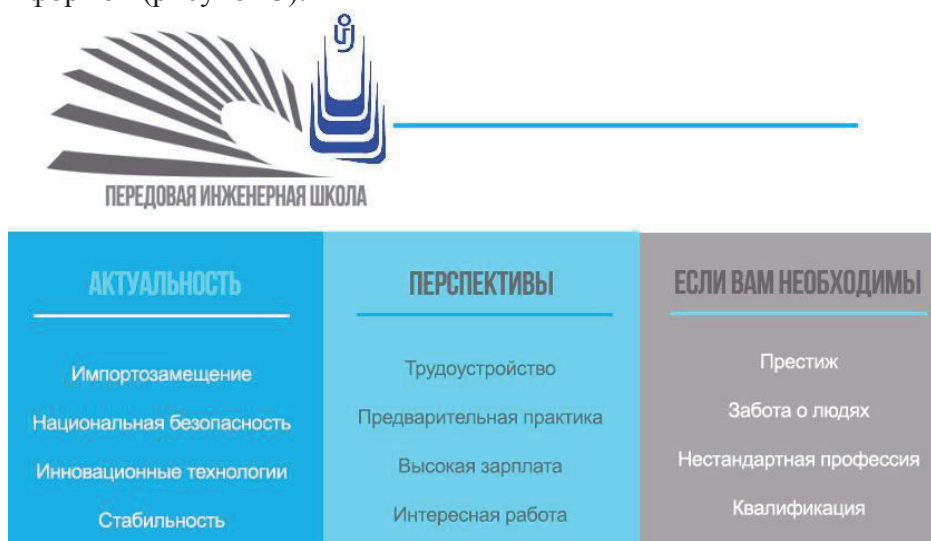 ПЕРЕДОВАЯ ИНЖЕНЕРНАЯ ШКОЛА
АКТУАЛЬНОСТЬ
Импортозамещение
Национальная безопасность
Инновационные технологии
Стабильность
ПЕРСПЕКТИВЫ
Трудоустройство
Предварительная практика
Высокая зарплата
Интересная работа
ЕСЛИ ВАМ НЕОБХОДИМЫ
Престиж
Забота о людях
Нестандартная профессия
Квалификация